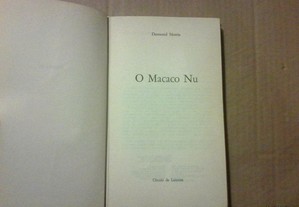 Desmond Morris
O Macaco Nu
Círculo de Leitores